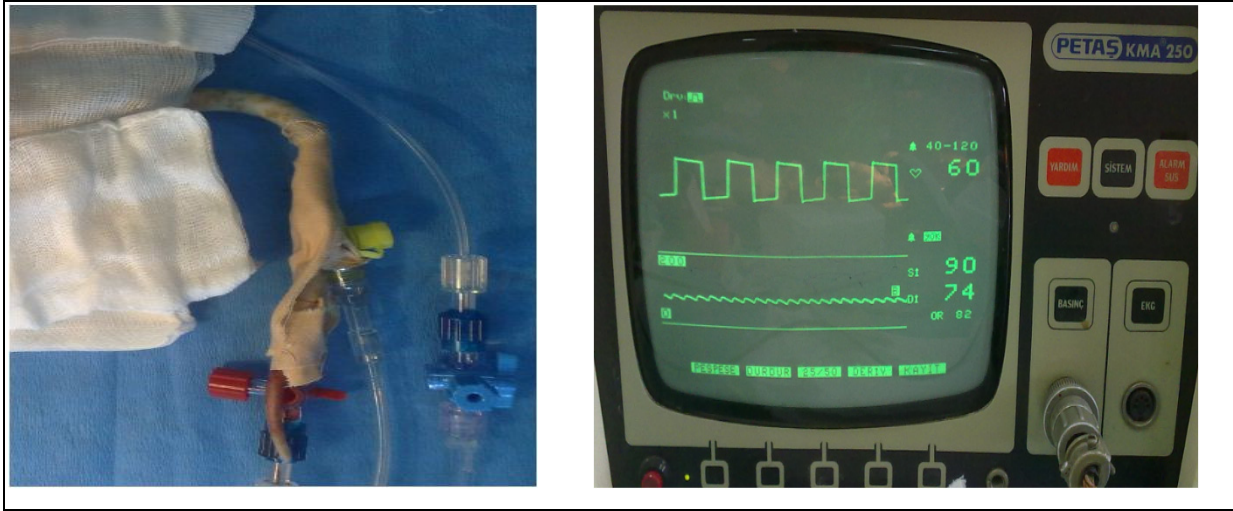 PETAŞ KMA 250
Drv:
x1
40-120
60
YARDIM
SİSTEM
ALARM SUS
200
SI 90
DI 74
OR 82
0
BASINÇ
EKG
PESPESE DURDUR 25/50 DERIV KAYIT